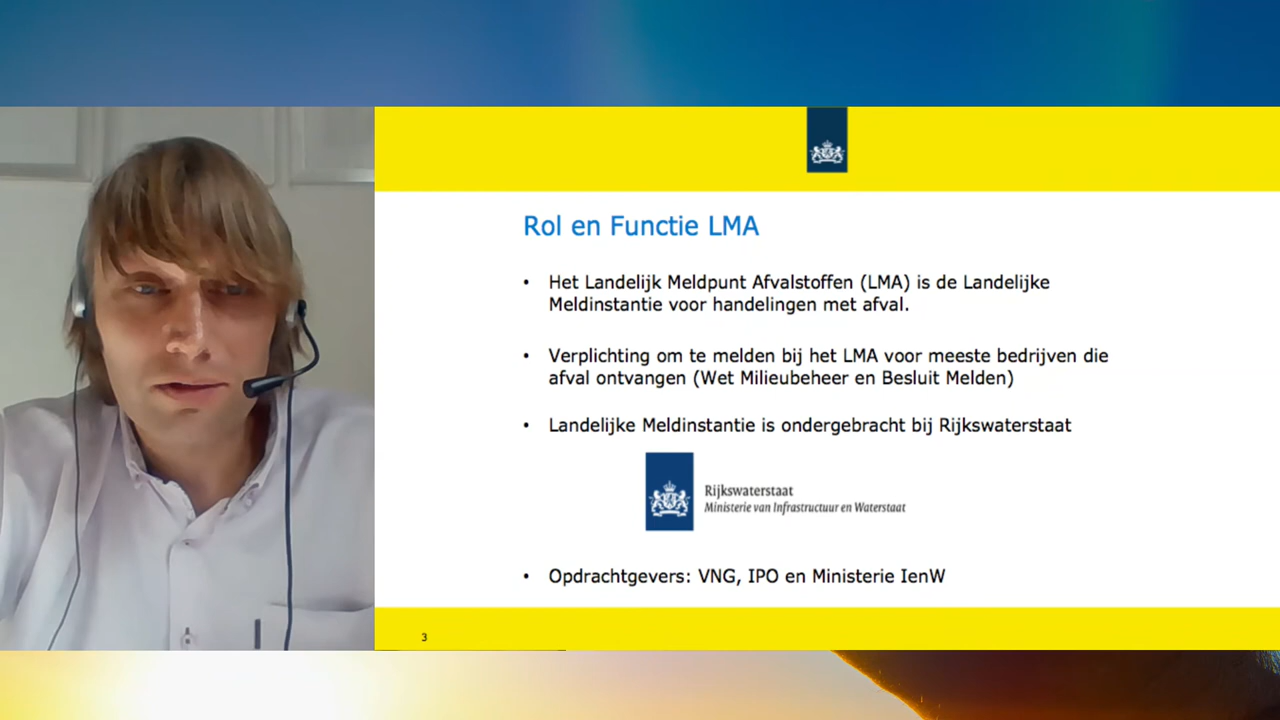 Rol en Functie LMA
• Het Landelijk Meldpunt Afvalstoffen (LMA) is de Landelijke
Meldinstantie voor handelingen met afval.
• Verplichting om te melden bij het LMA voor meeste bedrijven die
afval ontvangen (Wet Milieubeheer en Besluit Melden)
• Landelijke Meldinstantie is ondergebracht bij Rijkswaterstaat
Rijkswaterstaat
Ministerie van Infrastructuur en Waterstaat
• Opdrachtgevers: VNG, IPO en Ministerie IenW
3